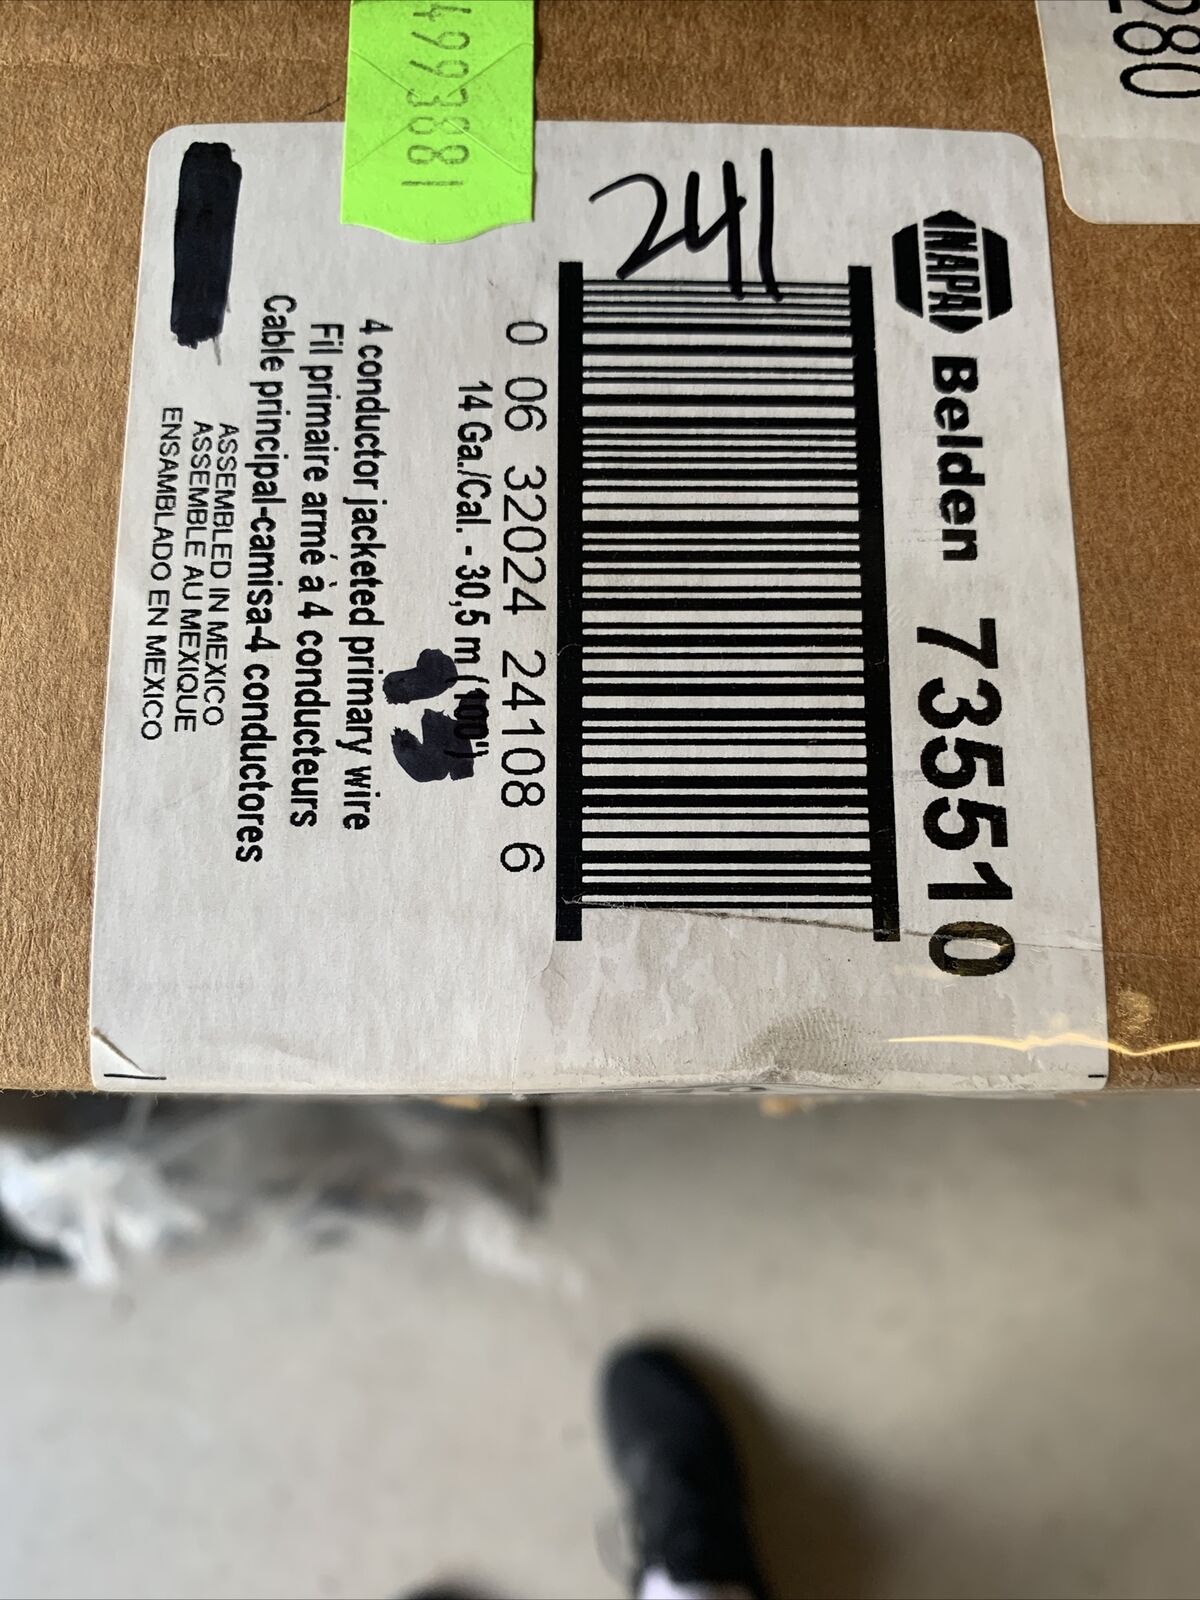 499388
280
241
NAPA Belden 735510
0 06 32024 24108 6
14 Ga./Cal. - 30,5 m (100')
4 conductor jacketed primary wire
Fil primaire armé à 4 conducteurs
Cable principal-camisa-4 conductores
ASSEMBLED IN MEXICO
ASSEMBLE AU MEXIQUE
ENSAMBLADO EN MEXICO